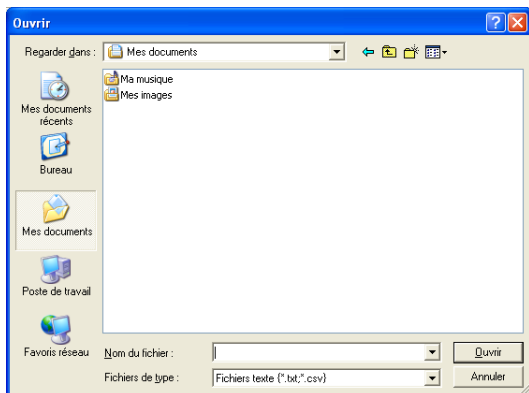 Ouvrir
Regarder dans : Mes documents
Ma musique
Mes images
Mes documents
récents
Bureau
Mes documents
Poste de travail
Favoris réseau
Nom du fichier : Ouvrir
Fichiers de type : Fichiers texte {*.txt;*.csv} Annuler